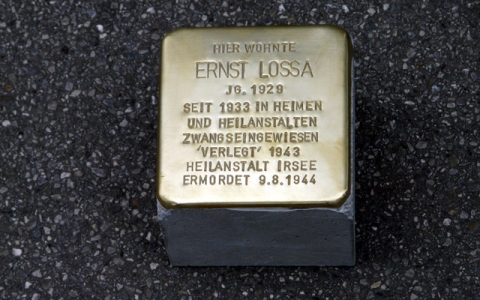 HIER WOHNTE
ERNST LOSSA
JG. 1929
SEIT 1933 IN HEIMEN
UND HEILANSTALTEN
ZWANGSEINGEWIESEN
'VERLEGT' 1943
HEILANSTALT IRSEE
ERMORDET 9.8.1944